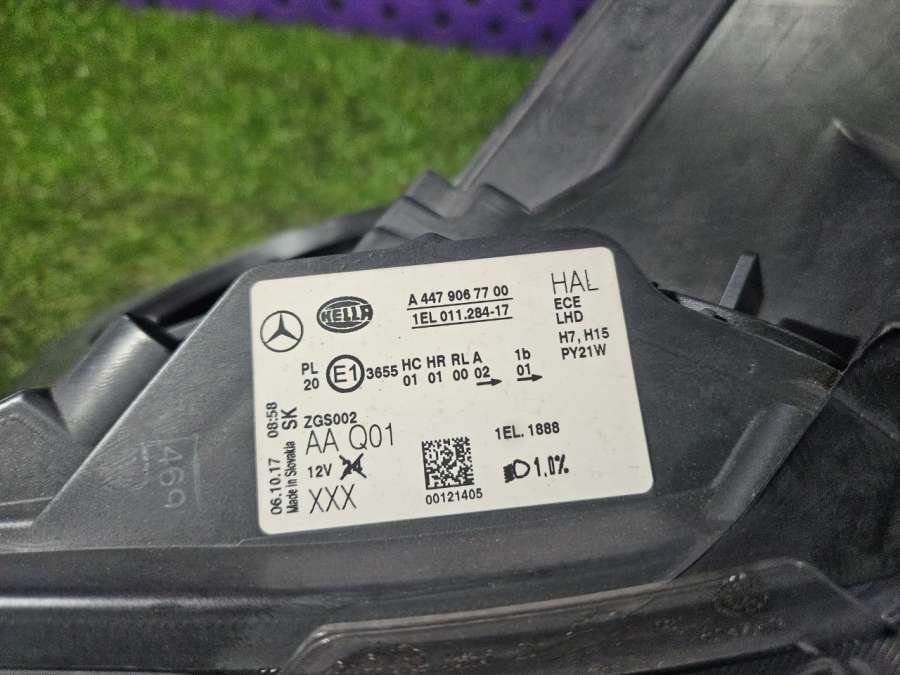 HELLA
A 447 906 77 00
1EL 011.284-17
HAL
ECE
LHD
H7, H15
PY21W
PL
20
E1
3655
HC HR RL A
01 01 00 02
1b
01
06.10.17 08:58
Made in Slovakia SK
ZGS002
AA Q01
12V 24
XXX
00121405
1EL. 1888
1.0%
469